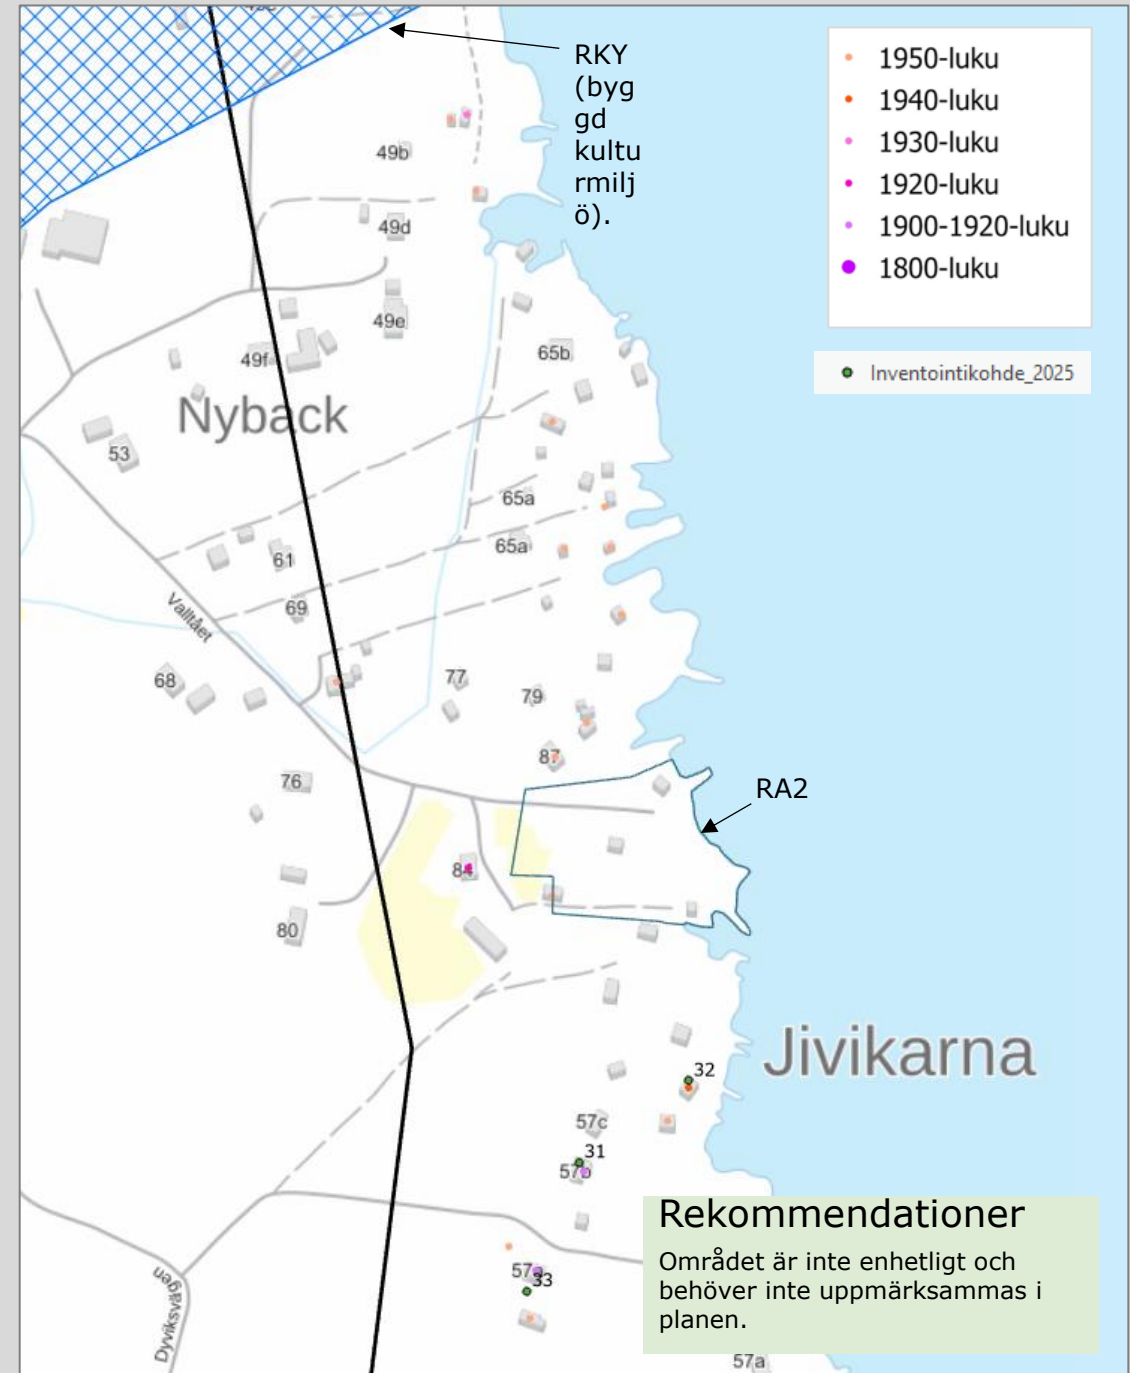 RKY
(byg
gd
kultu
rmilj
ö).
1950-luku
1940-luku
1930-luku
1920-luku
1900-1920-luku
1800-luku
Inventointikohde_2025
49b
49d
49e
49f
65b
Nyback
53
65a
65a
61
69
Valltået
68
77
79
87
76
RA2
84
80
Jivikarna
32
57c
31
57b
57a
33
Dyviksvägen
Rekommendationer
Området är inte enhetligt och
behöver inte uppmärksammas i
planen.
57a